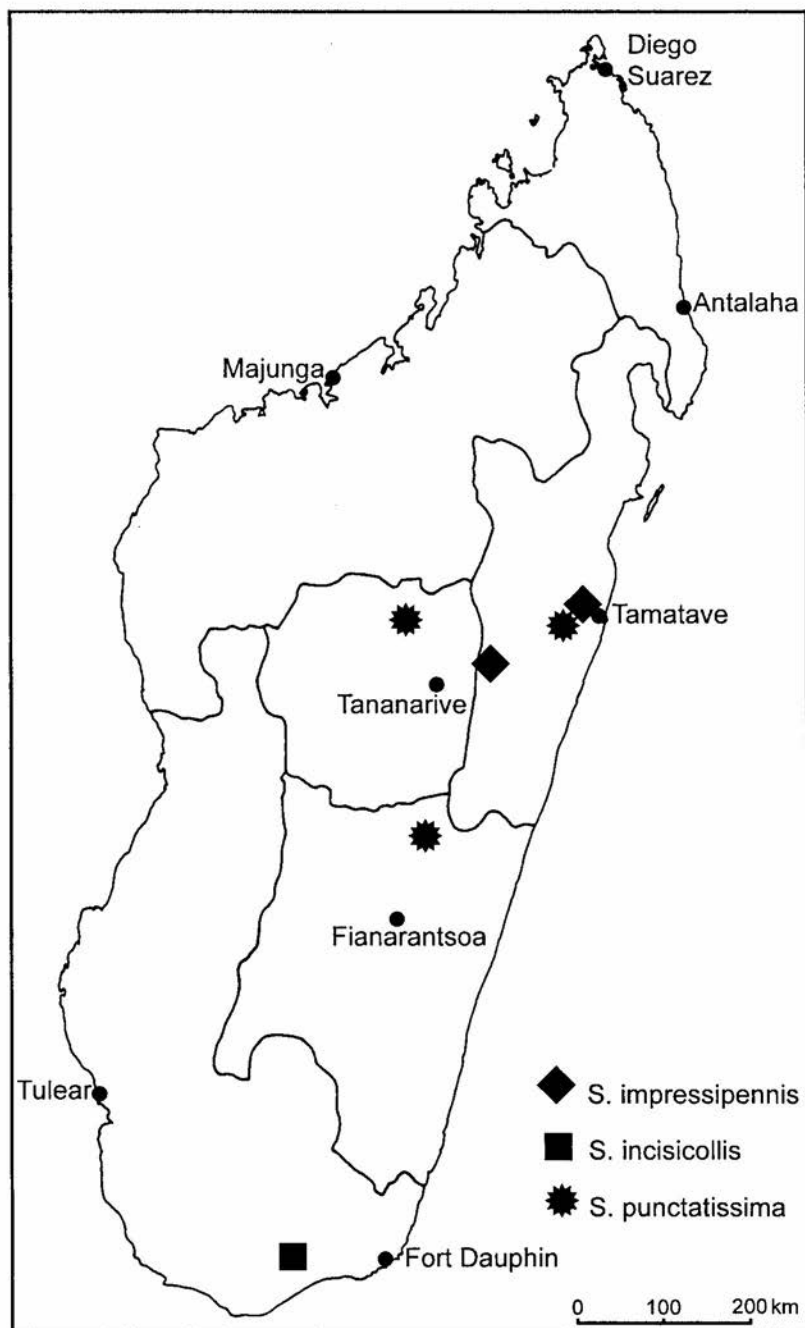 Diego
Suarez
Antalaha
Majunga
Tamatave
Tananarive
Fianarantsoa
Tulear
S. impressipennis
S. incisicollis
S. punctatissima
Fort Dauphin
0 100 200 km